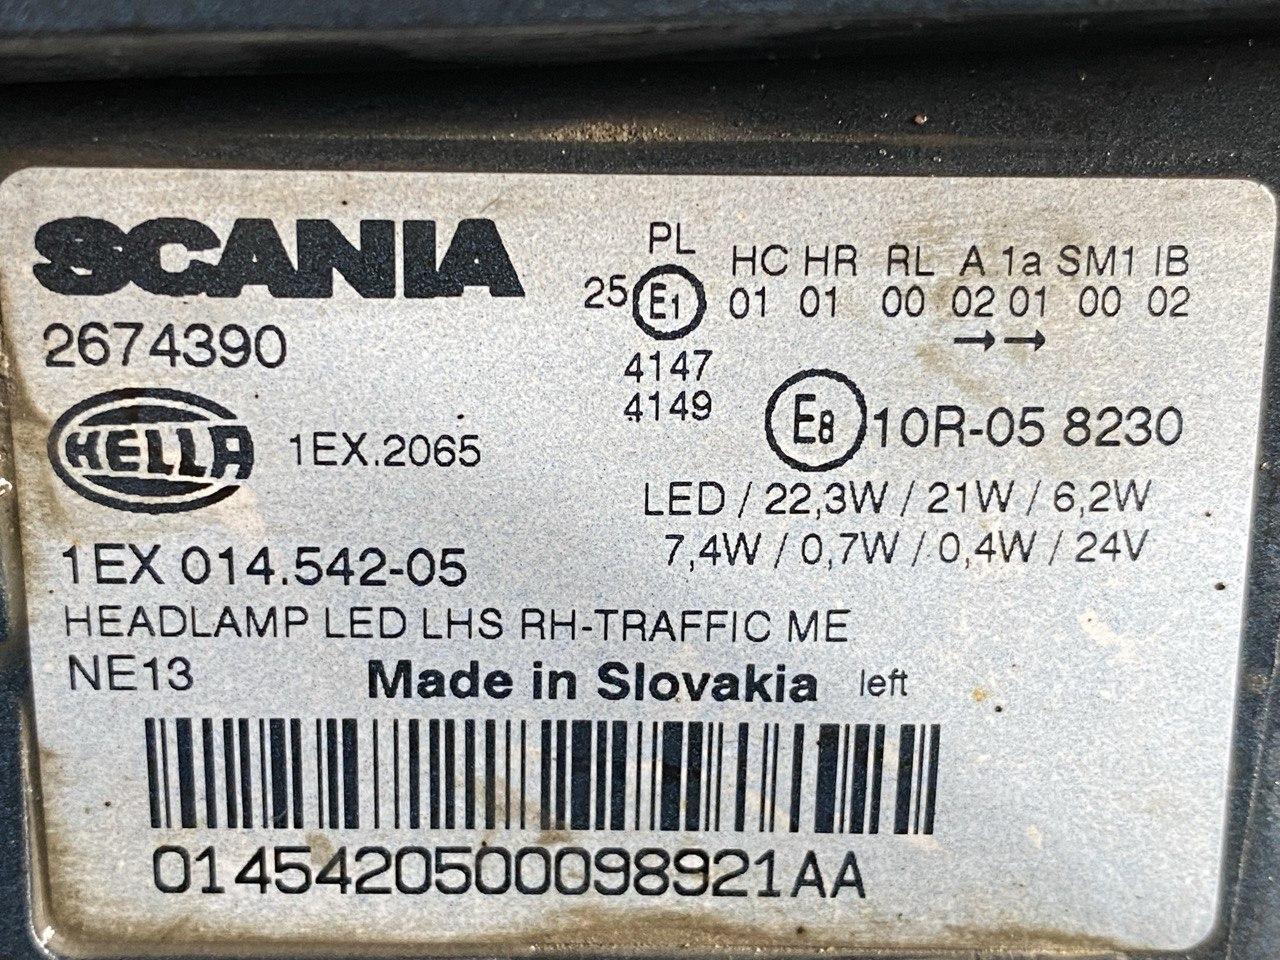 SCANIA
2674390
HELLA
1EX.2065
1EX 014.542-05
HEADLAMP LED LHS RH-TRAFFIC ME
NE13 Made in Slovakia left
01454205000098921AA
PL
25 E1
HC HR RL A 1a SM1 IB
01 01 00 02 01 00 02
→→
4147
4149
E8 10R-05 8230
LED / 22,3W / 21W / 6,2W
7,4W / 0,7W / 0,4W / 24V